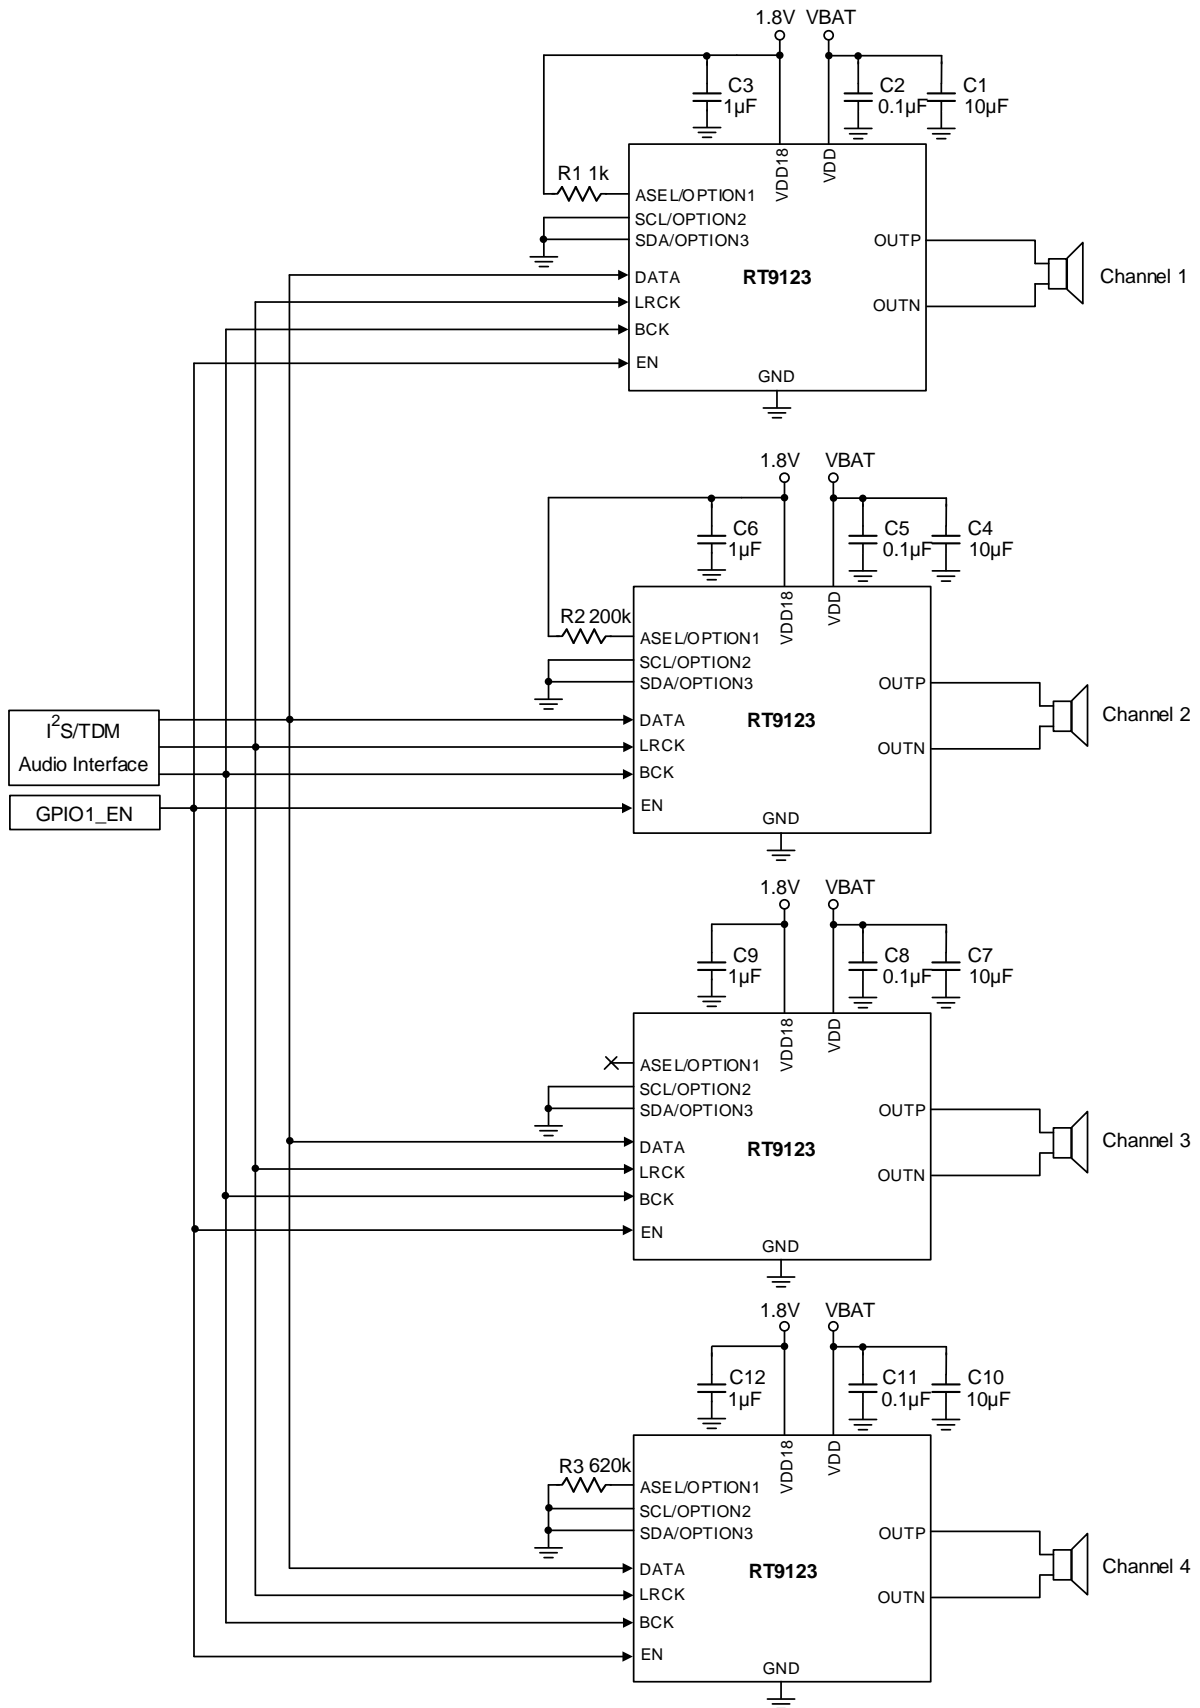 1.8V VBAT
C3
1µF
C2
0.1µF
C1
10µF
VDD18
VDD
R1 1k
ASEL/OPTION1
SCL/OPTION2
SDA/OPTION3
DATA
LRCK
BCK
EN
RT9123
OUTP
OUTN
GND
Channel 1
1.8V VBAT
C6
1µF
C5
0.1µF
C4
10µF
VDD18
VDD
R2 200k
ASEL/OPTION1
SCL/OPTION2
SDA/OPTION3
DATA
LRCK
BCK
EN
RT9123
OUTP
OUTN
GND
Channel 2
I²S/TDM
Audio Interface
GPIO1_EN
1.8V VBAT
C9
1µF
C8
0.1µF
C7
10µF
VDD18
VDD
ASEL/OPTION1
SCL/OPTION2
SDA/OPTION3
DATA
LRCK
BCK
EN
RT9123
OUTP
OUTN
GND
Channel 3
1.8V VBAT
C12
1µF
C11
0.1µF
C10
10µF
VDD18
VDD
R3 620k
ASEL/OPTION1
SCL/OPTION2
SDA/OPTION3
DATA
LRCK
BCK
EN
RT9123
OUTP
OUTN
GND
Channel 4